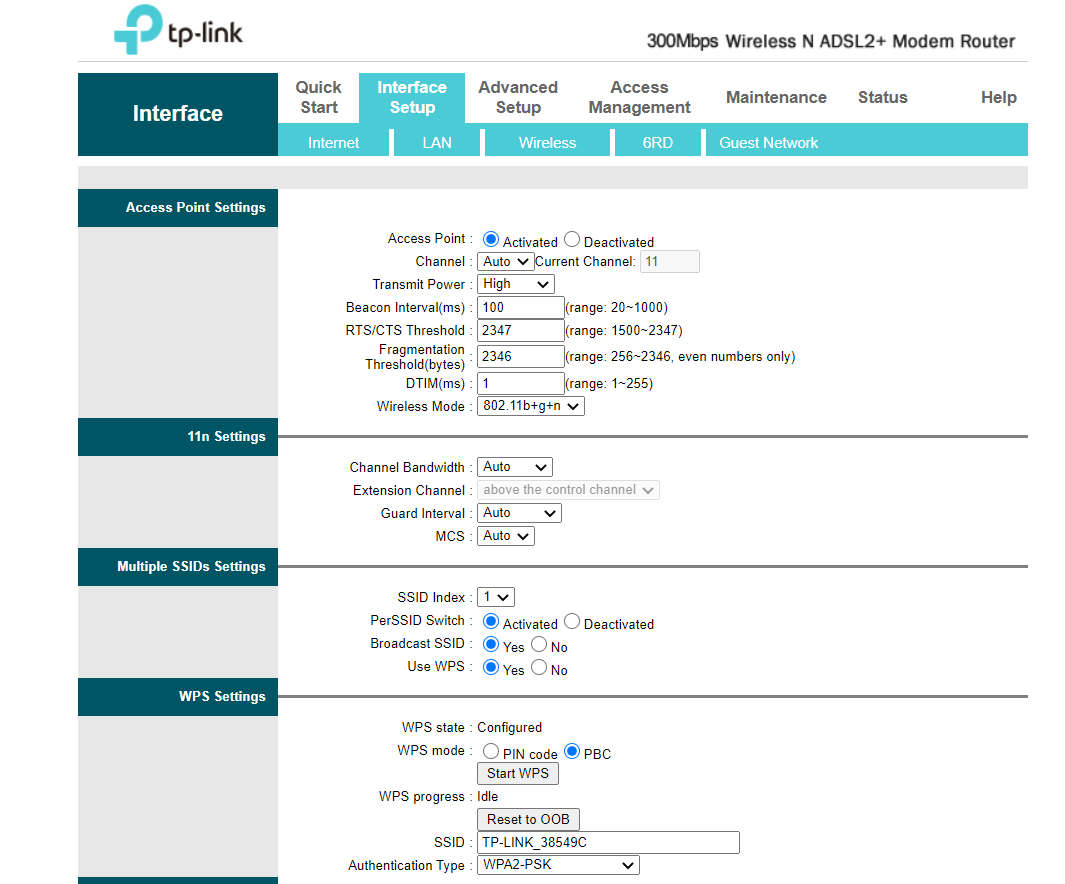 tp-link
300Mbps Wireless N ADSL2+ Modem Router
Interface
Quick Start
Interface Setup
Advanced Setup
Access Management
Maintenance
Status
Help
Internet
LAN
Wireless
6RD
Guest Network
Access Point Settings
Access Point : Activated Deactivated
Channel : Auto Current Channel: 11
Transmit Power : High
Beacon Interval(ms) : 100 (range: 20~1000)
RTS/CTS Threshold : 2347 (range: 1500~2347)
Fragmentation Threshold(bytes) : 2346 (range: 256~2346, even numbers only)
DTIM(ms) : 1 (range: 1~255)
Wireless Mode : 802.11b+g+n
11n Settings
Channel Bandwidth : Auto
Extension Channel : above the control channel
Guard Interval : Auto
MCS : Auto
Multiple SSIDs Settings
SSID Index : 1
PerSSID Switch : Activated Deactivated
Broadcast SSID : Yes No
Use WPS : Yes No
WPS Settings
WPS state : Configured
WPS mode : PIN code PBC
Start WPS
WPS progress : Idle
Reset to OOB
SSID : TP-LINK_38549C
Authentication Type : WPA2-PSK